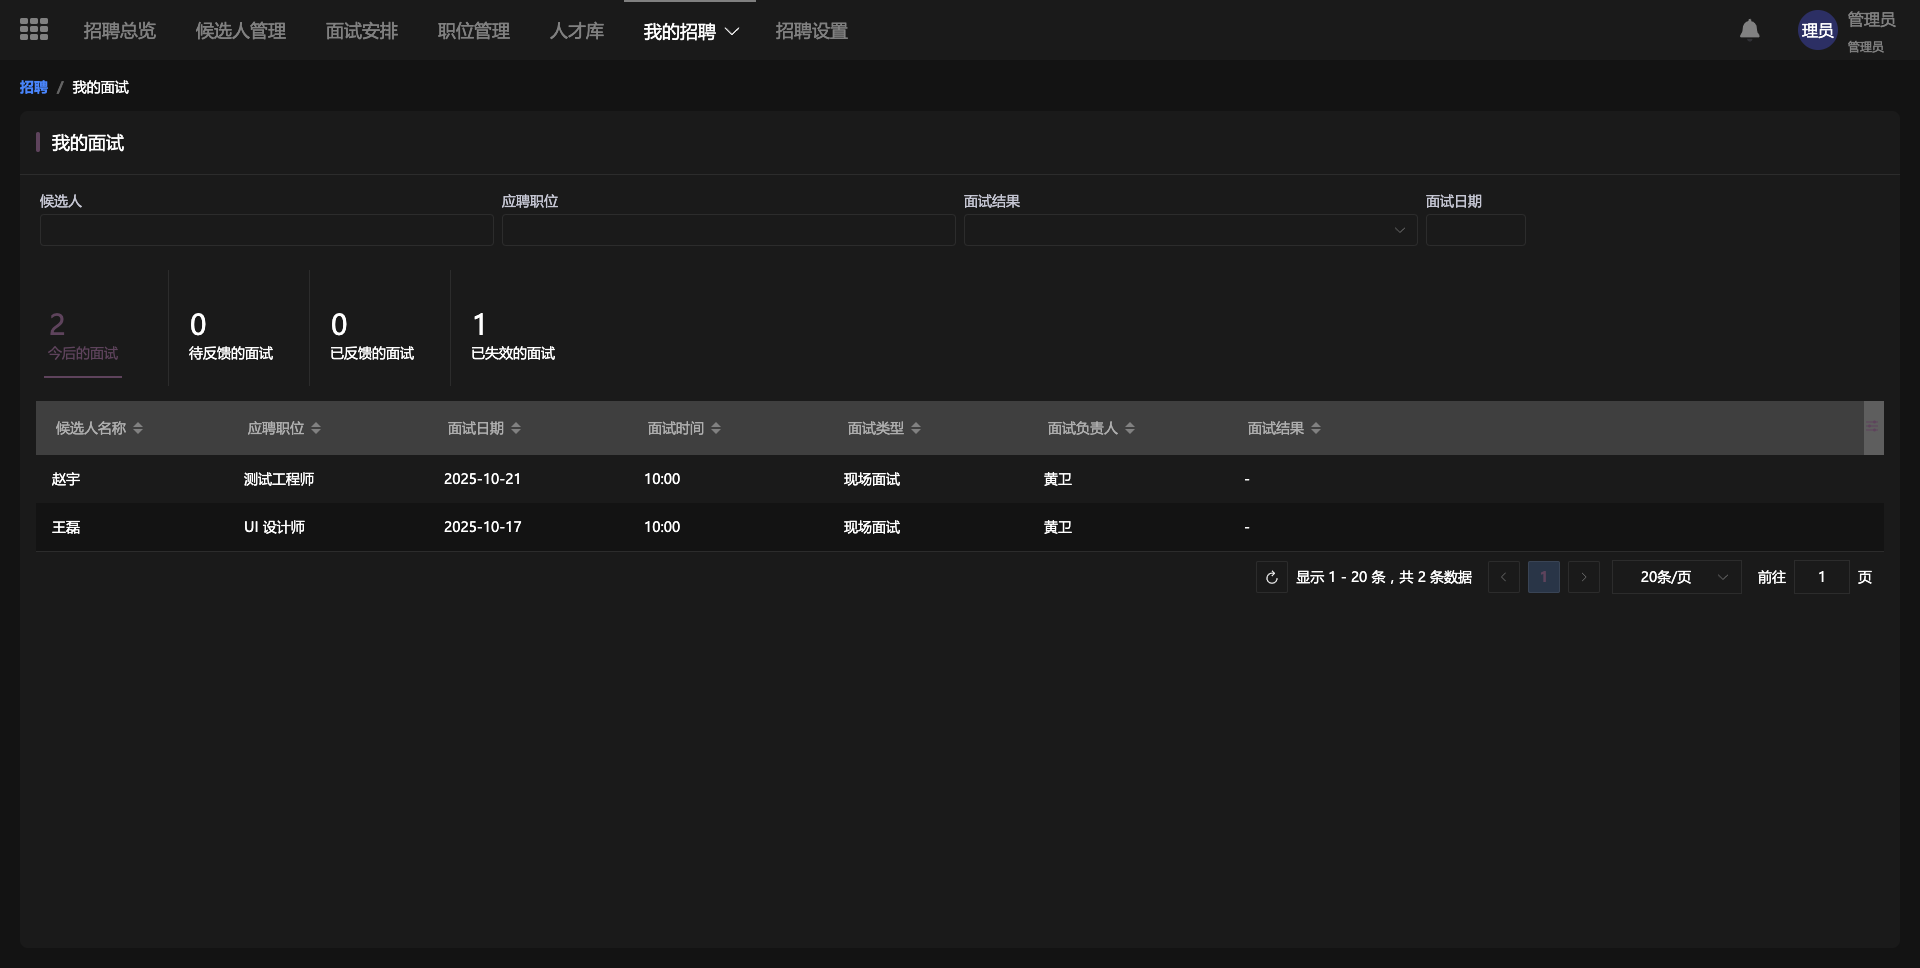 招聘总览 候选人管理 面试安排 职位管理 人才库 我的招聘 招聘设置 理员 管理员
管理员
招聘 / 我的面试
我的面试
候选人 应聘职位 面试结果 面试日期
2 0 0 1
今后的面试 待反馈的面试 已反馈的面试 已失效的面试
候选人名称 应聘职位 面试日期 面试时间 面试类型 面试负责人 面试结果
赵宇 测试工程师 2025-10-21 10:00 现场面试 黄卫 -
王磊 UI 设计师 2025-10-17 10:00 现场面试 黄卫 -
显示 1 - 20 条，共 2 条数据 1 20条/页 前往 1 页